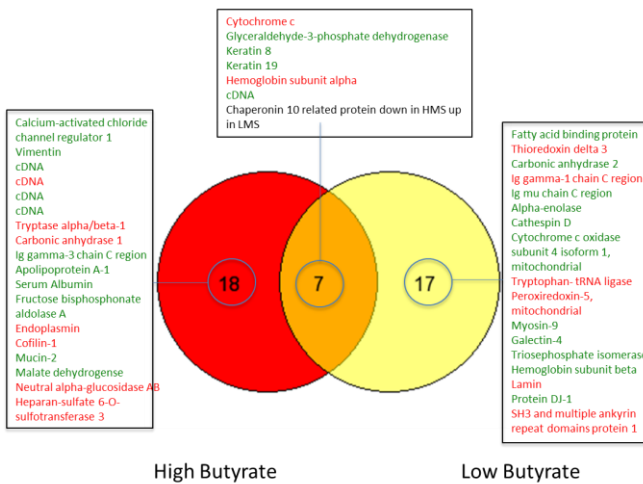 Cytochrome c
Glyceraldehyde-3-phosphate dehydrogenase
Keratin 8
Keratin 19
Hemoglobin subunit alpha
cDNA
Chaperonin 10 related protein down in HMS up
in LMS
Calcium-activated chloride
channel regulator 1
Vimentin
cDNA
cDNA
cDNA
cDNA
Tryptase alpha/beta-1
Carbonic anhydrase 1
Ig gamma-3 chain C region
Apolipoprotein A-1
Serum Albumin
Fructose bisphosphonate
aldolase A
Endoplasmin
Cofilin-1
Mucin-2
Malate dehydrogense
Neutral alpha-glucosidase AB
Heparan-sulfate 6-O-
sulfotransferase 3
18
7
17
Fatty acid binding protein
Thioredoxin delta 3
Carbonic anhydrase 2
Ig gamma-1 chain C region
Ig mu chain C region
Alpha-enolase
Cathespin D
Cytochrome c oxidase
subunit 4 isoform 1,
mitochondrial
Tryptophan- tRNA ligase
Peroxiredoxin-5,
mitochondrial
Myosin-9
Galectin-4
Triosephosphate isomerase
Hemoglobin subunit beta
Lamin
Protein DJ-1
SH3 and multiple ankyrin
repeat domains protein 1
High Butyrate
Low Butyrate